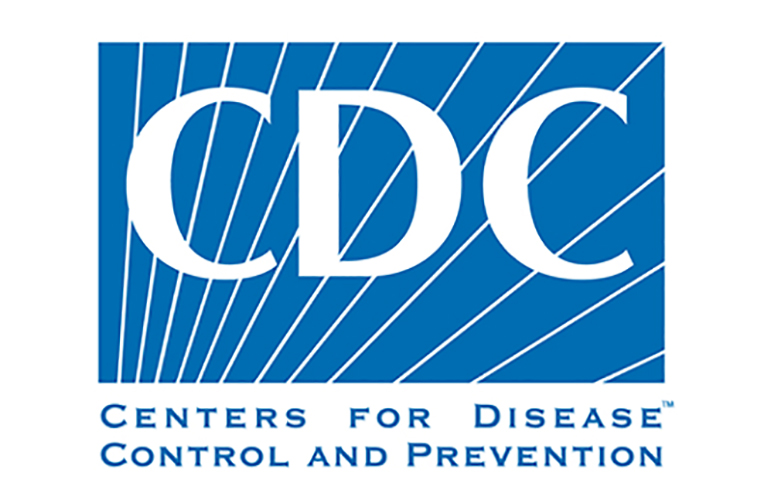 CDC
CENTERS FOR DISEASE™
CONTROL AND PREVENTION